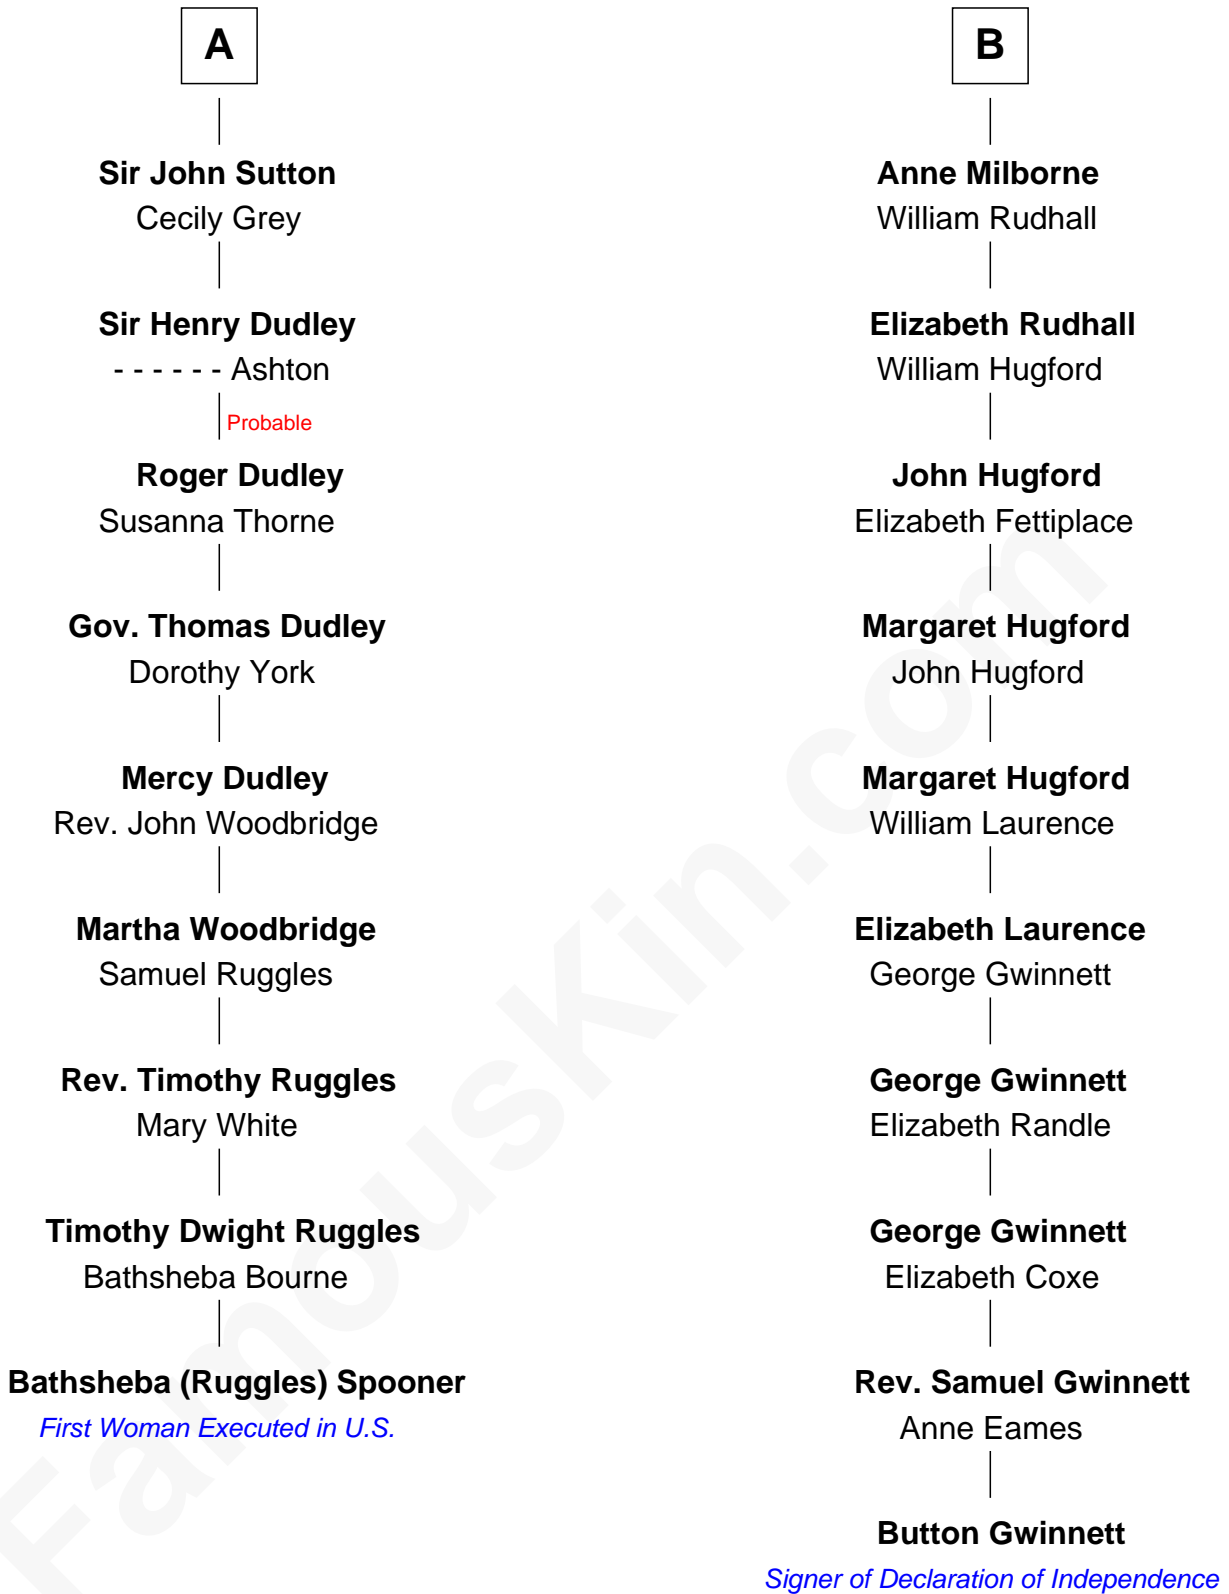 A
Sir John Sutton
Cecily Grey
Sir Henry Dudley
- - - - - - Ashton
Probable
Roger Dudley
Susanna Thorne
Gov. Thomas Dudley
Dorothy York
Mercy Dudley
Rev. John Woodbridge
Martha Woodbridge
Samuel Ruggles
Rev. Timothy Ruggles
Mary White
Timothy Dwight Ruggles
Bathsheba Bourne
Bathsheba (Ruggles) Spooner
First Woman Executed in U.S.
B
Anne Milborne
William Rudhall
Elizabeth Rudhall
William Hugford
John Hugford
Elizabeth Fettiplace
Margaret Hugford
John Hugford
Margaret Hugford
William Laurence
Elizabeth Laurence
George Gwinnett
George Gwinnett
Elizabeth Randle
George Gwinnett
Elizabeth Coxe
Rev. Samuel Gwinnett
Anne Eames
Button Gwinnett
Signer of Declaration of Independence
FamousKin.com